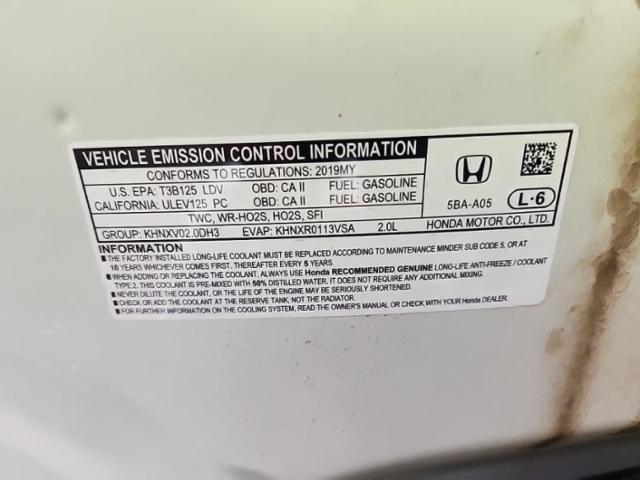 VEHICLE EMISSION CONTROL INFORMATION
CONFORMS TO REGULATIONS: 2019MY
U.S. EPA: T3B125 LDV OBD: CA II FUEL: GASOLINE
CALIFORNIA: ULEV125 PC OBD: CA II FUEL: GASOLINE
TWC, WR-HO2S, HO2S, SFI
GROUP: KHNXV02.0DH3 EVAP: KHNXR0113VSA 2.0L
5BA-A05 L-6
HONDA MOTOR CO., LTD.
INFORMATION
■ THE FACTORY INSTALLED LONG-LIFE COOLANT MUST BE REPLACED ACCORDING TO MAINTENANCE MINDER SUB CODE 5, OR AT
10 YEARS WHICHEVER COMES FIRST. THEREAFTER EVERY 5 YEARS.
■ WHEN ADDING OR REPLACING THE COOLANT, ALWAYS USE Honda RECOMMENDED GENUINE LONG-LIFE ANTI-FREEZE / COOLANT
TYPE 2. THIS COOLANT IS PRE-MIXED WITH 50% DISTILLED WATER. IT DOES NOT REQUIRE ANY ADDITIONAL MIXING.
■ NEVER DILUTE THE COOLANT, OR THE LIFE OF ENGINE MAY BE SERIOUSLY SHORTENED.
■ CHECK OR ADD COOLANT AT THE RESERVE TANK, NOT THE RADIATOR.
■ FOR FURTHER INFORMATION ON THE COOLING SYSTEM, READ THE OWNER'S MANUAL OR CHECK WITH YOUR Honda DEALER.